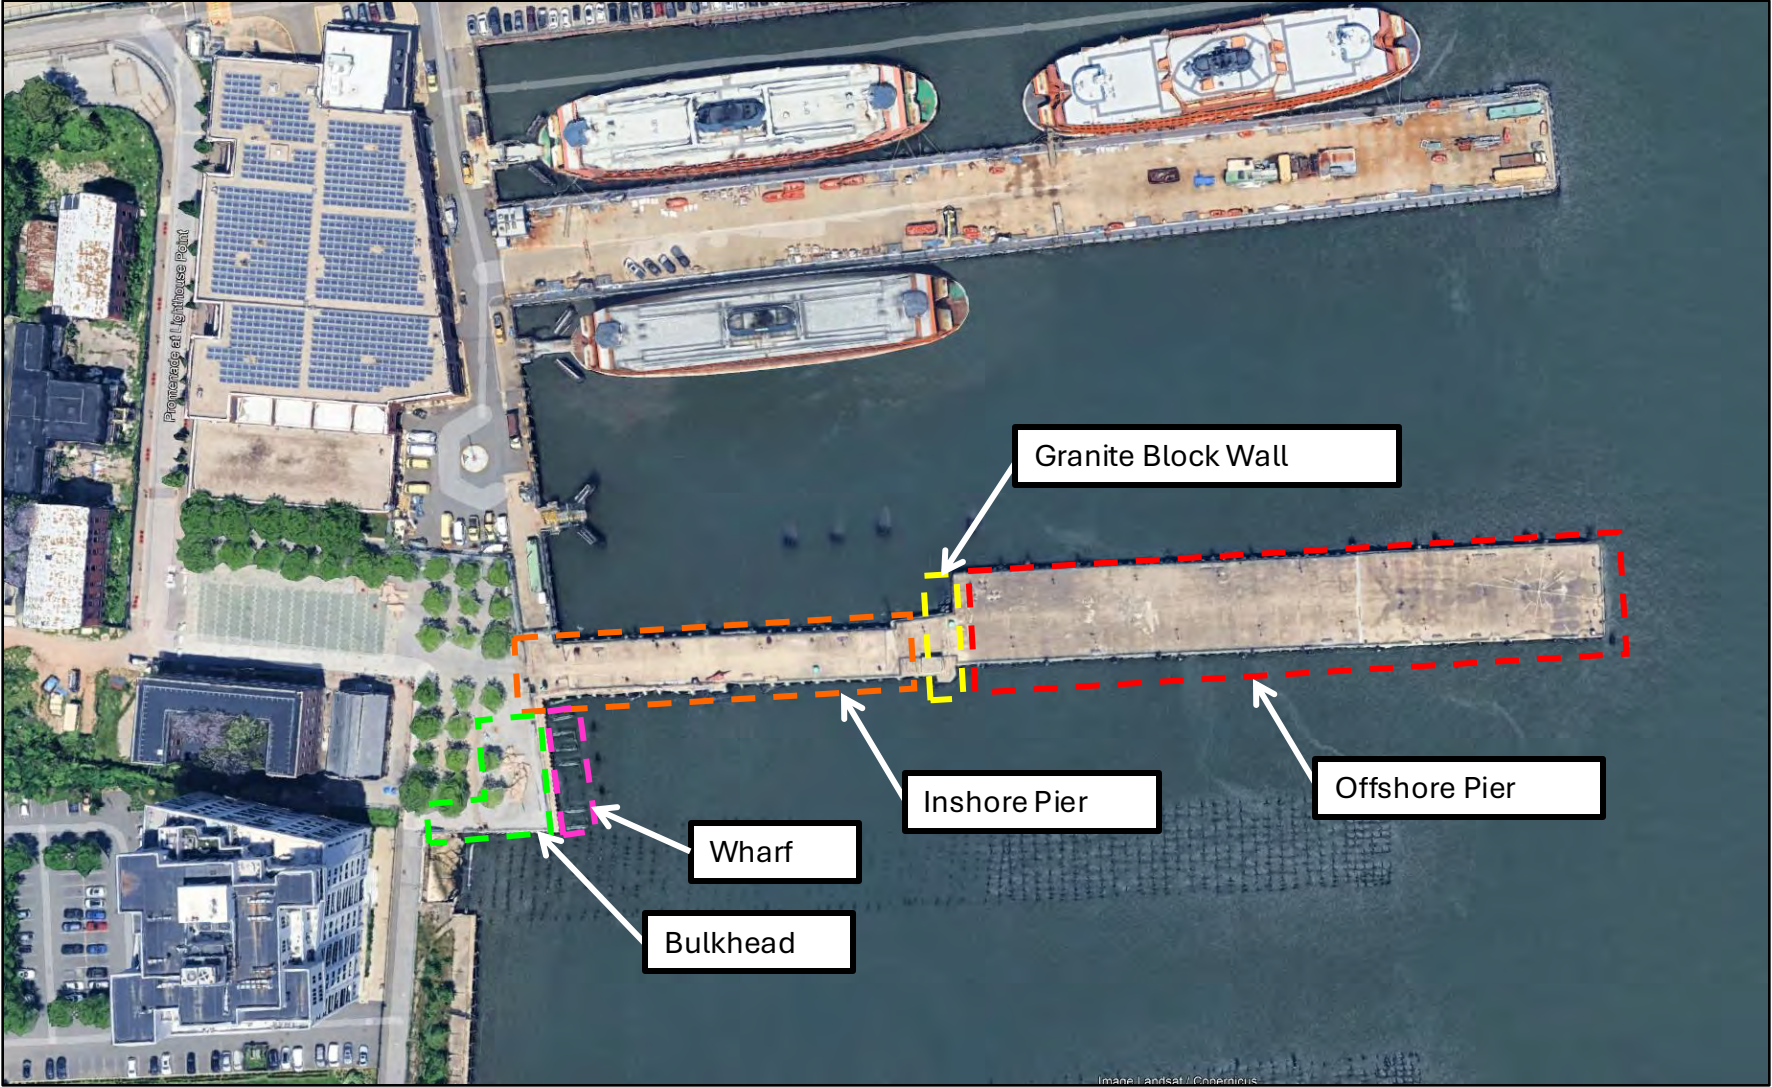 Promenade at Lighthouse Point
Granite Block Wall
Inshore Pier
Offshore Pier
Wharf
Bulkhead
Image Landsat / Copernicus